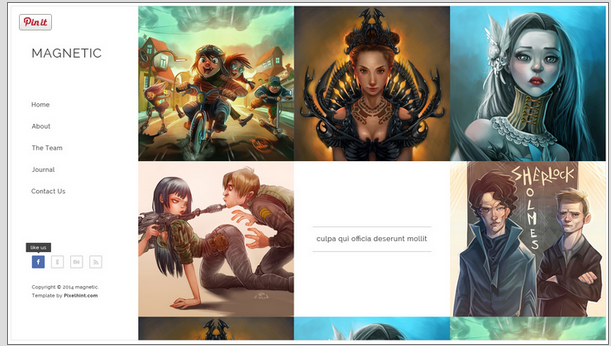 Pin it
MAGNETIC
Home
About
The Team
Journal
Contact Us
like us
f
Bē
Copyright © 2014 magnetic
Template by Pixelhint.com
culpa qui officia deserunt mollit
SHERLOCK
HOLMES